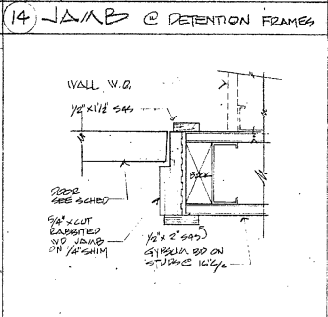 14 JAMB @ DETENTION FRAMES
WALL W.O.
1/2" X 1 1/2" S4S
DOOR
SEE SCHED
5/4" X CUT
RABBITED
WD JAMB
ON 1/4" SHIM
1/2" X 2" S4S
GYPSUM BD ON
STUDS @